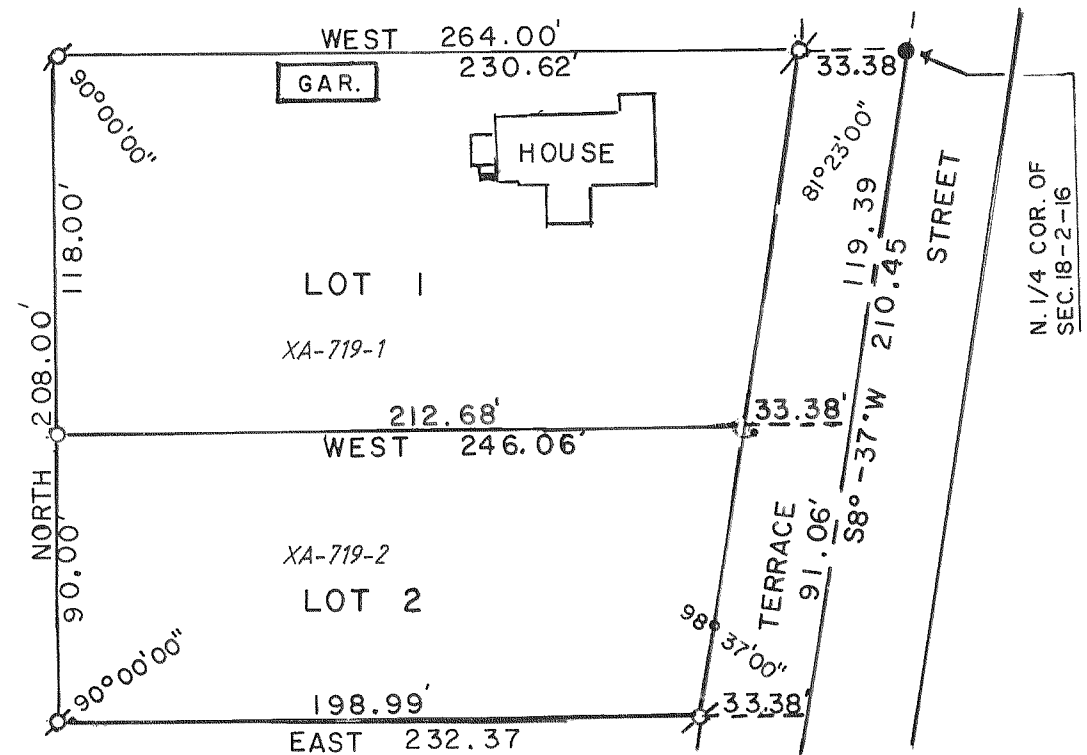 WEST 264.00'
230.62'
33.38
GAR.
90°00'00"
HOUSE
81°23'00"
119.39
210.45
STREET
N. 1/4 COR. OF
SEC. 18-2-16
118.00'
208.00'
NORTH
LOT 1
XA-719-1
212.68'
33.38'
WEST 246.06'
S8°-37'W
90.00'
XA-719-2
LOT 2
TERRACE
91.06'
98°37'00"
90°00'00"
198.99'
33.38'
EAST 232.37